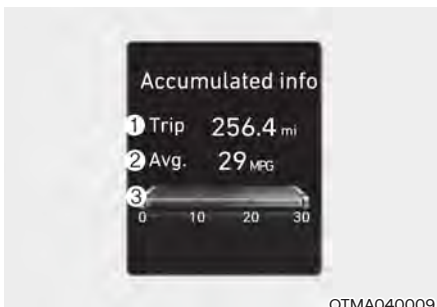 Accumulated info
1 Trip 256.4 mi
2 Avg. 29 MPG
3
0 10 20 30
OTMA040009